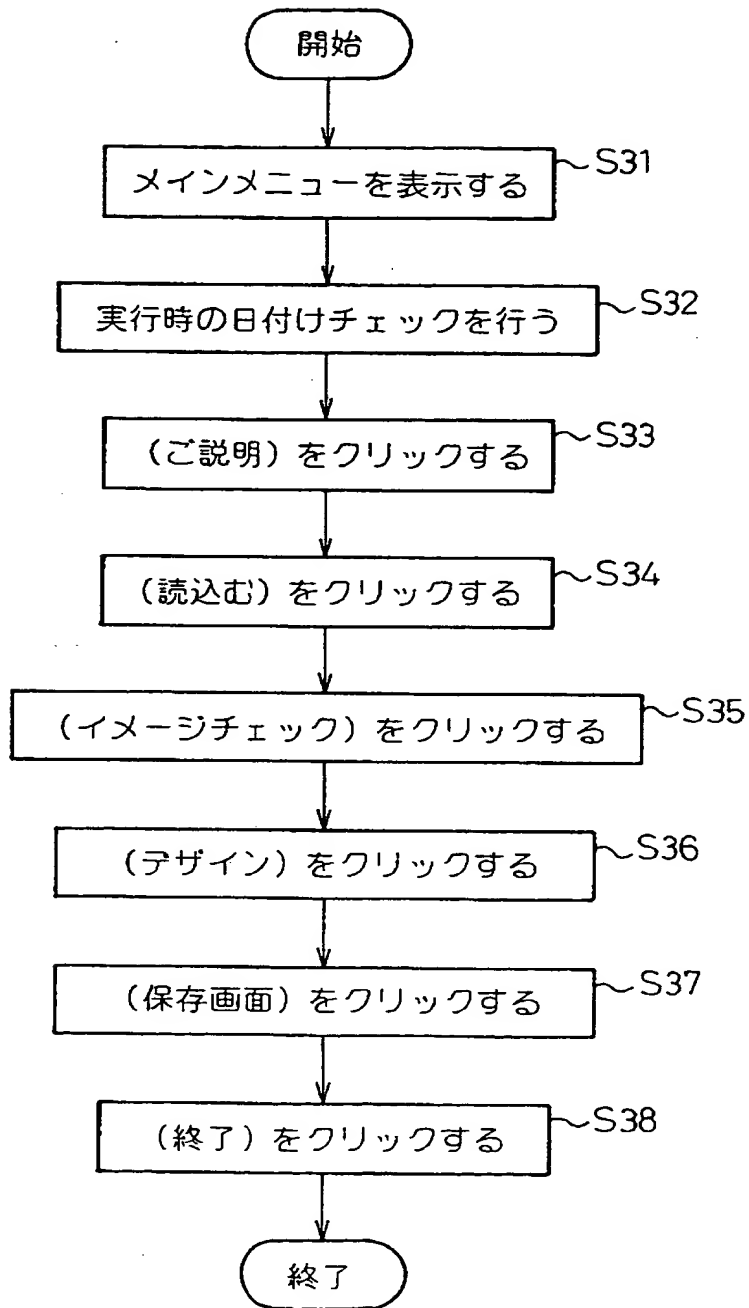 開始
メインメニューを表示する
S31
実行時の日付けチェックを行う
S32
(ご説明)をクリックする
S33
(読込む)をクリックする
S34
(イメージチェック)をクリックする
S35
(デザイン)をクリックする
S36
(保存画面)をクリックする
S37
(終了)をクリックする
S38
終了